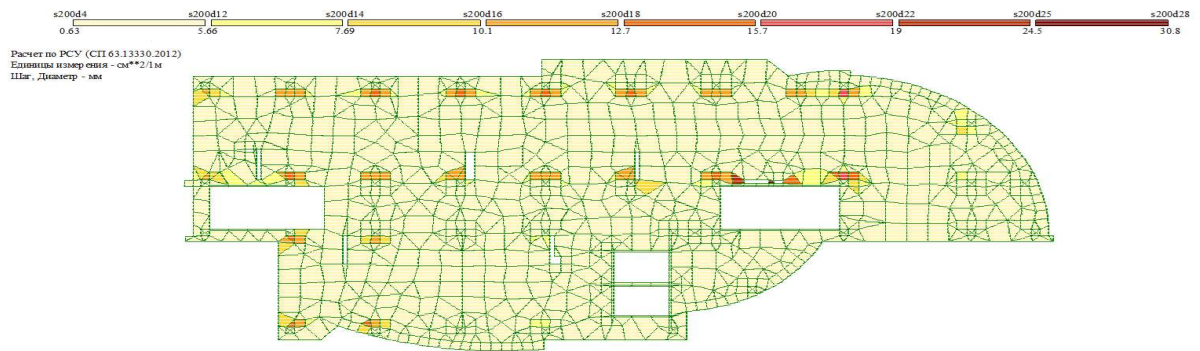 s200d4 s200d12 s200d14 s200d16 s200d18 s200d20 s200d22 s200d25 s200d28
0.63 5.66 7.69 10.1 12.7 15.7 19 24.5 30.8
Расчет по РСУ (СП 63.13330.2012)
Единицы измерения - см**2/1м
Шаг, Диаметр - мм